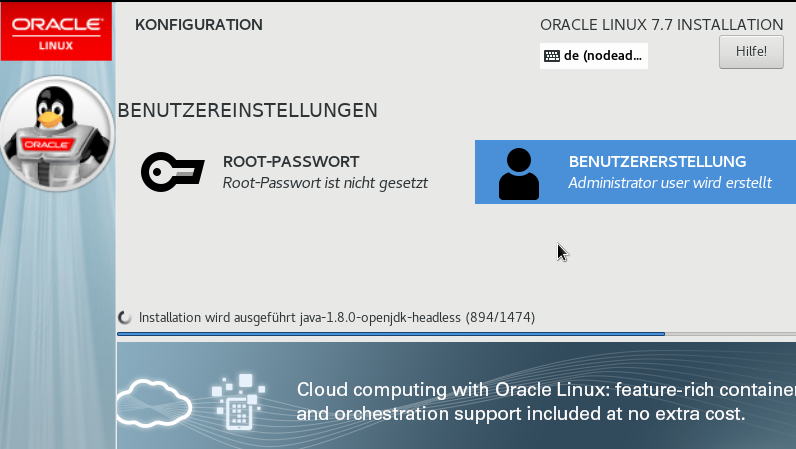 ORACLE
LINUX
KONFIGURATION
ORACLE LINUX 7.7 INSTALLATION
de (nodead...
Hilfe!
ORACLE
BENUTZEREINSTELLUNGEN
ROOT-PASSWORT
Root-Passwort ist nicht gesetzt
BENUTZERERSTELLUNG
Administrator user wird erstellt
Installation wird ausgeführt java-1.8.0-openjdk-headless (894/1474)
Cloud computing with Oracle Linux: feature-rich container
and orchestration support included at no extra cost.